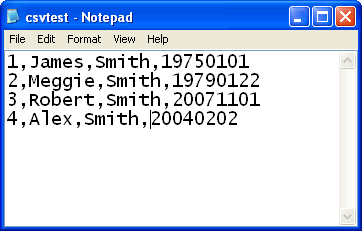 csvtest - Notepad
File Edit Format View Help
1,James,Smith,19750101
2,Meggie,Smith,19790122
3,Robert,Smith,20071101
4,Alex,Smith,20040202